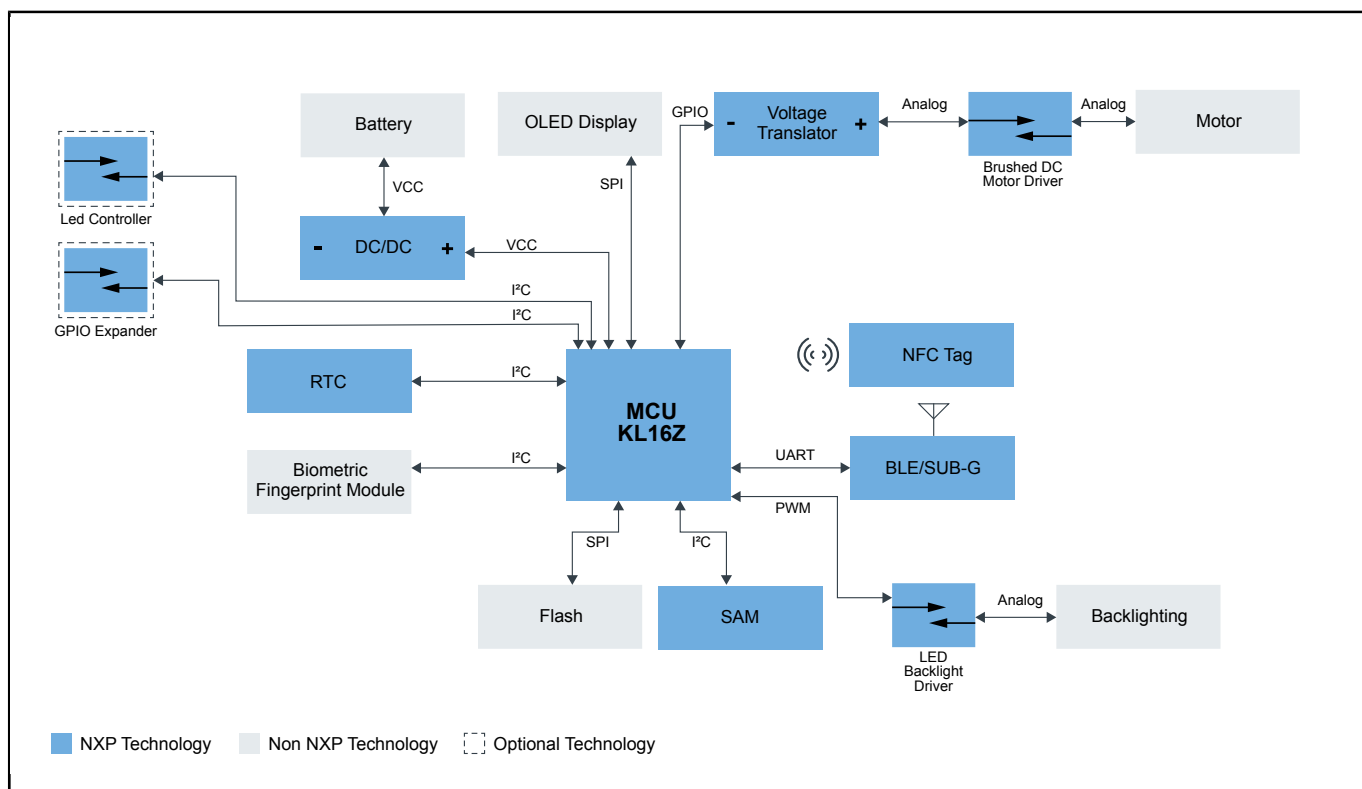 Battery
OLED Display
GPIO
-
Voltage
Translator
+
Analog
Analog
Motor
Brushed DC
Motor Driver
Led Controller
VCC
SPI
-
DC/DC
+
VCC
I²C
I²C
GPIO Expander
RTC
I²C
MCU
KL16Z
NFC Tag
Biometric
Fingerprint Module
I²C
UART
BLE/SUB-G
PWM
SPI
I²C
Flash
SAM
Analog
Backlighting
LED
Backlight
Driver
NXP Technology
Non NXP Technology
Optional Technology